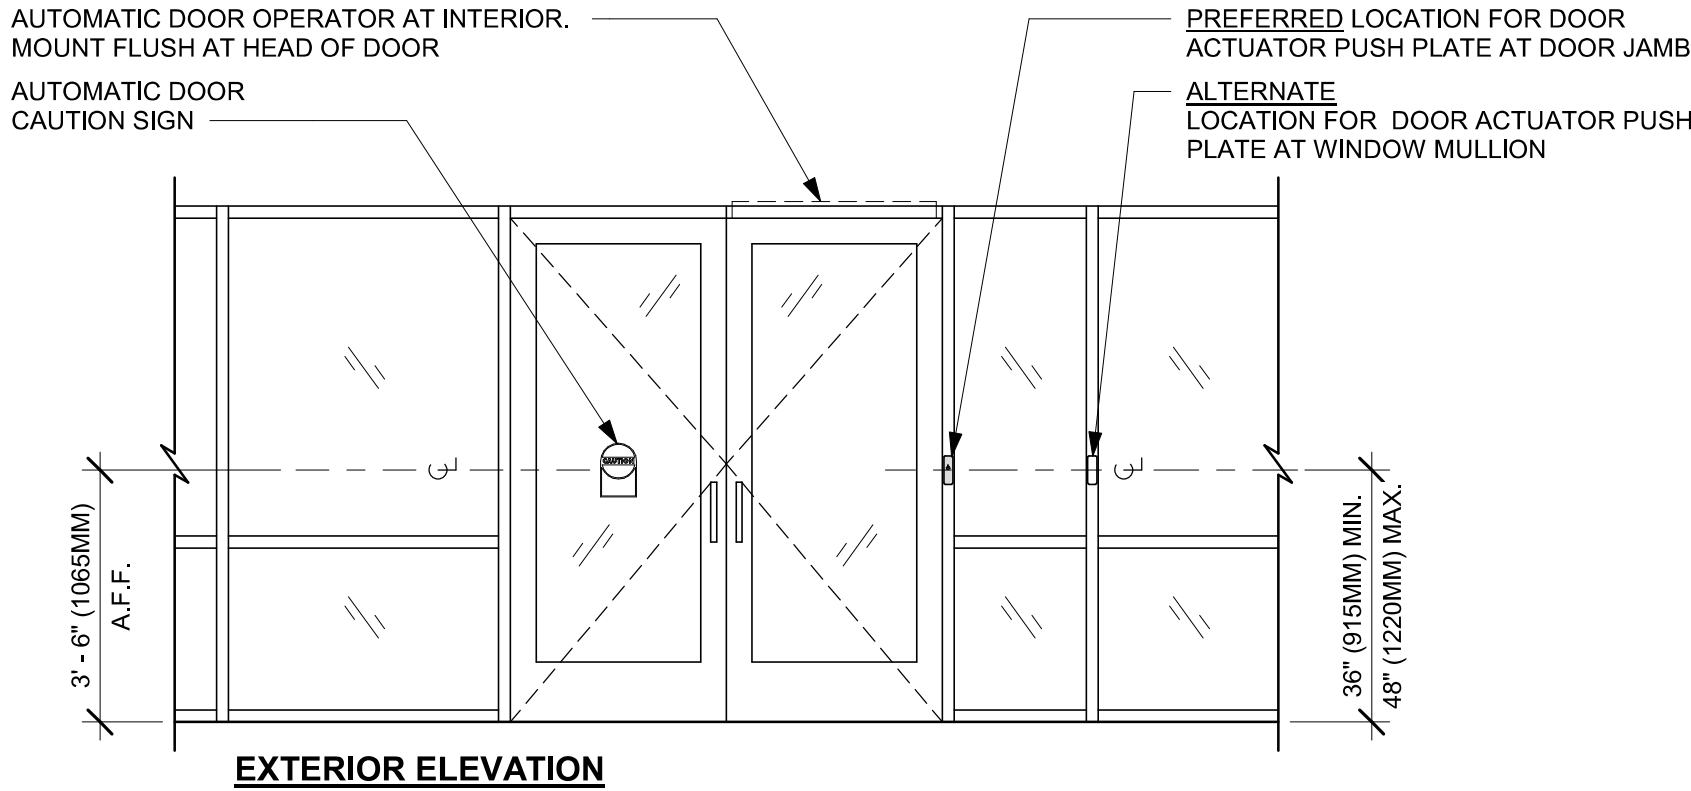 AUTOMATIC DOOR OPERATOR AT INTERIOR.
MOUNT FLUSH AT HEAD OF DOOR
AUTOMATIC DOOR
CAUTION SIGN
PREFERRED LOCATION FOR DOOR
ACTUATOR PUSH PLATE AT DOOR JAMB
ALTERNATE
LOCATION FOR DOOR ACTUATOR PUSH
PLATE AT WINDOW MULLION
CAUTION
CL
CL
3' - 6" (1065MM)
A.F.F.
36" (915MM) MIN.
48" (1220MM) MAX.
EXTERIOR ELEVATION